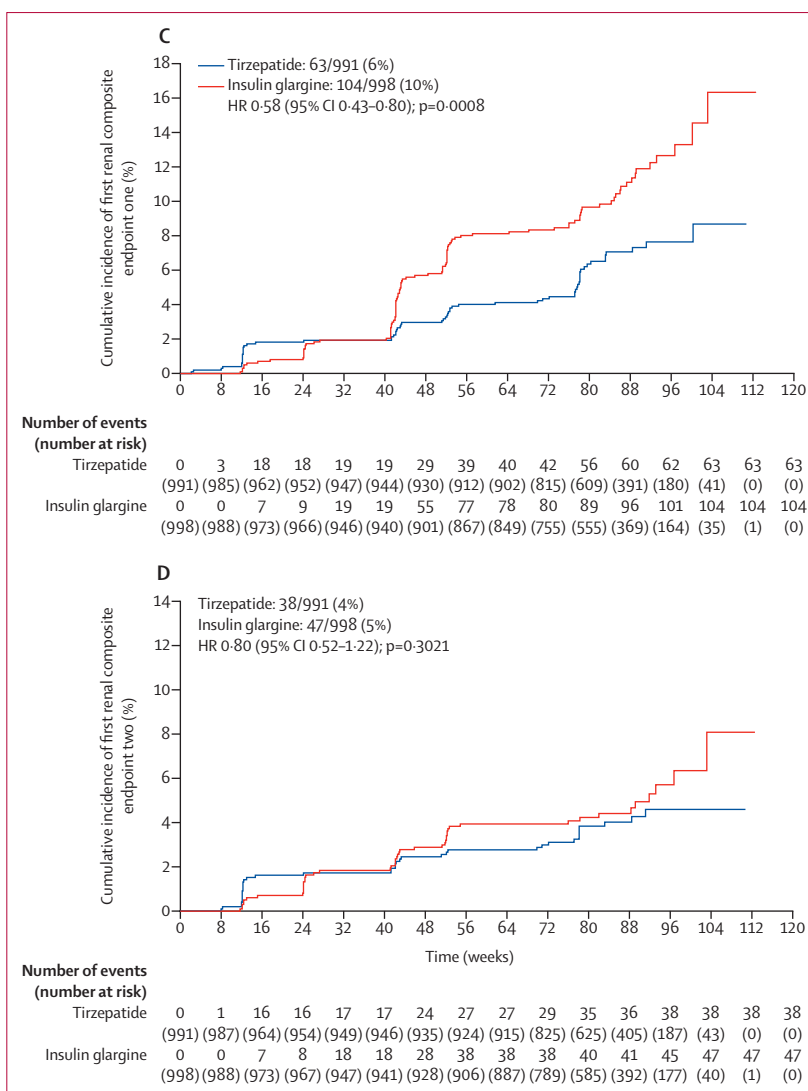 C
18
16
14
12
10
8
6
4
2
0
Cumulative incidence of first renal composite
endpoint one (%)
Tirzepatide: 63/991 (6%)
Insulin glargine: 104/998 (10%)
HR 0·58 (95% CI 0·43–0·80); p=0·0008
0 8 16 24 32 40 48 56 64 72 80 88 96 104 112 120
Number of events
(number at risk)
Tirzepatide 0 3 18 18 19 19 29 39 40 42 56 60 62 63 63 63
(991) (985) (962) (952) (947) (944) (930) (912) (902) (815) (609) (391) (180) (41) (0) (0)
Insulin glargine 0 0 7 9 19 19 55 77 78 80 89 96 101 104 104 104
(998) (988) (973) (966) (946) (940) (901) (867) (849) (755) (555) (369) (164) (35) (1) (0)
D
14
12
10
8
6
4
2
0
Cumulative incidence of first renal composite
endpoint two (%)
Tirzepatide: 38/991 (4%)
Insulin glargine: 47/998 (5%)
HR 0·80 (95% CI 0·52–1·22); p=0·3021
0 8 16 24 32 40 48 56 64 72 80 88 96 104 112 120
Time (weeks)
Number of events
(number at risk)
Tirzepatide 0 1 16 16 17 17 24 27 27 29 35 36 38 38 38 38
(991) (987) (964) (954) (949) (946) (935) (924) (915) (825) (625) (405) (187) (43) (0) (0)
Insulin glargine 0 0 7 8 18 18 28 38 38 38 40 41 45 47 47 47
(998) (988) (973) (967) (947) (941) (928) (906) (887) (789) (585) (392) (177) (40) (1) (0)